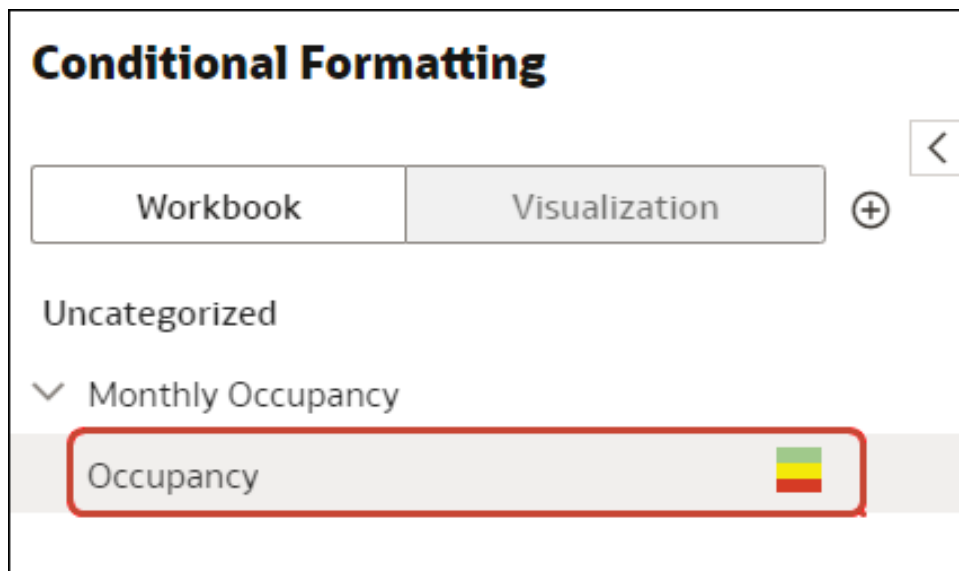 Conditional Formatting
Workbook Visualization
Uncategorized
Monthly Occupancy
Occupancy